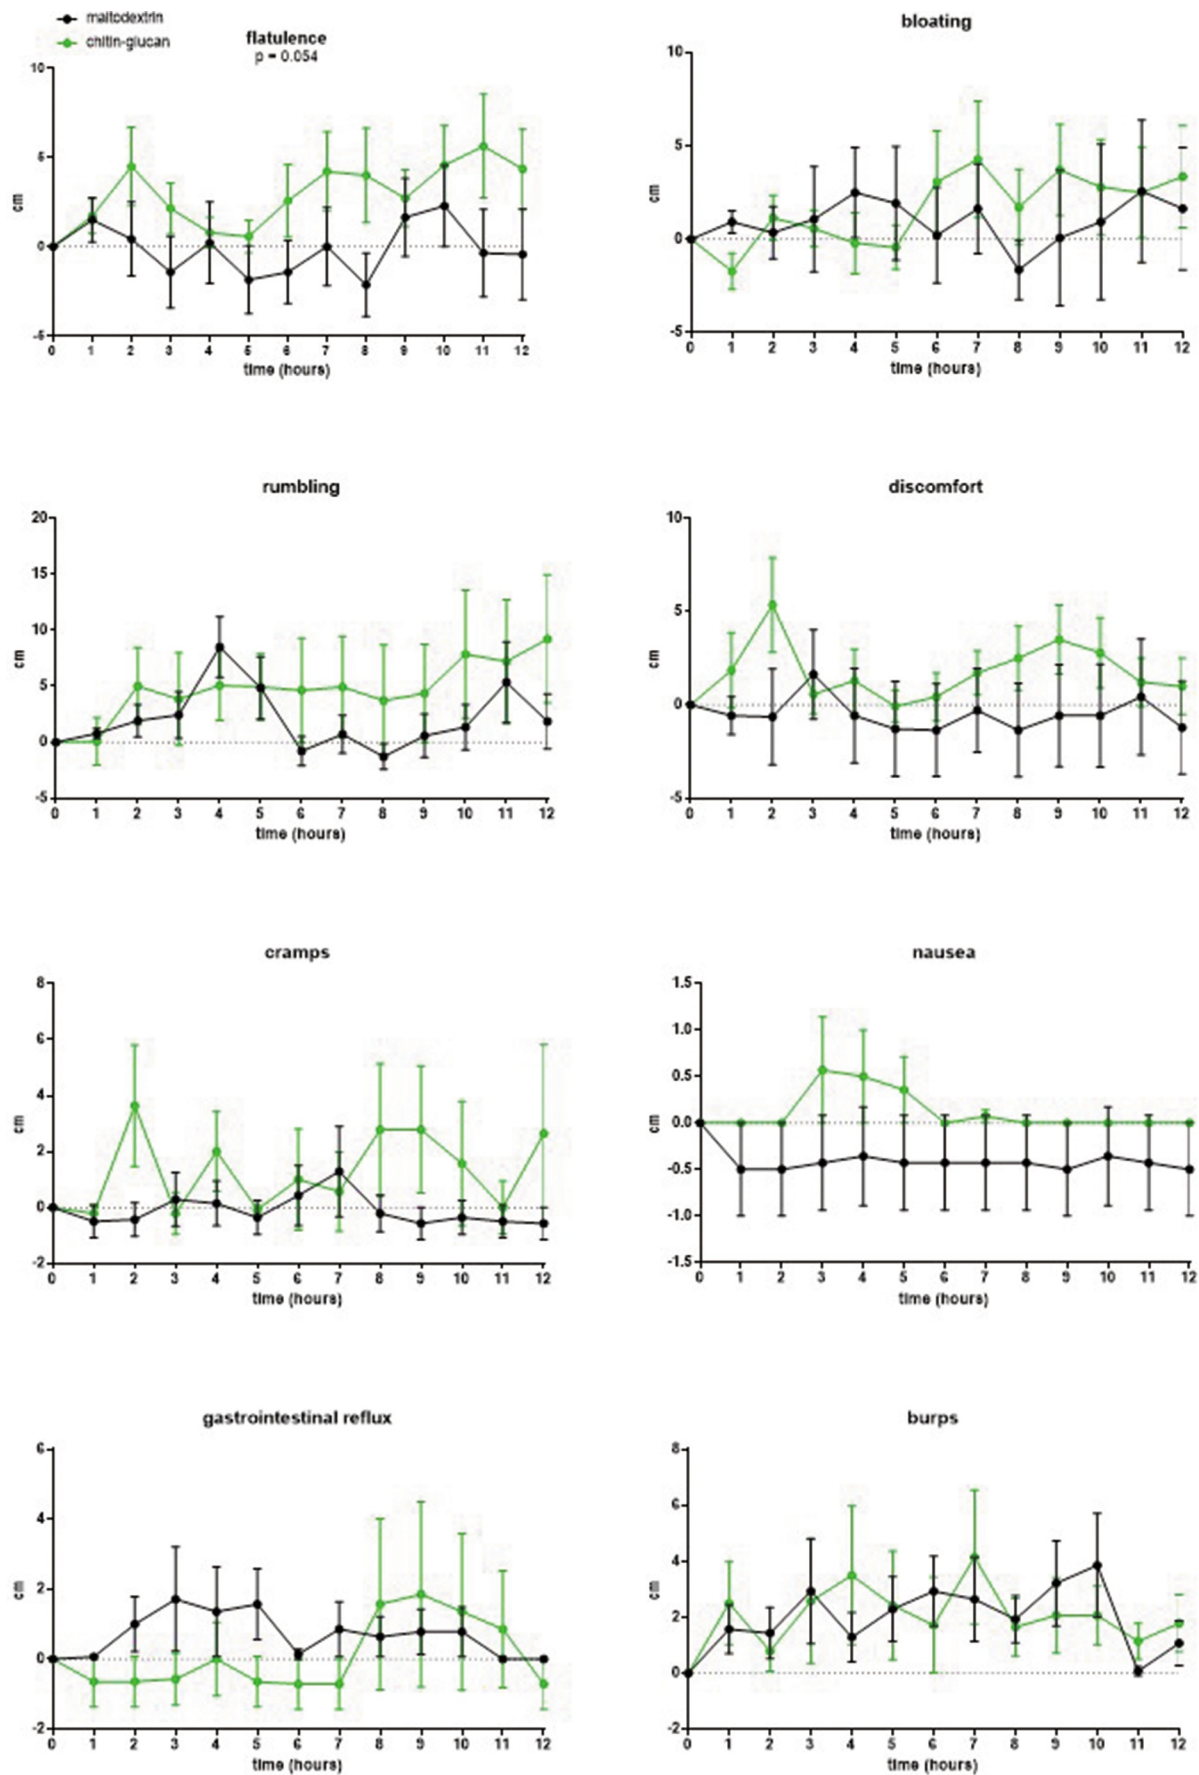 maltodextrin
chitin-glucan
flatulence
p = 0.054
10
5
0
-5
cm
0 1 2 3 4 5 6 7 8 9 10 11 12
time (hours)
bloating
10
5
0
-5
cm
0 1 2 3 4 5 6 7 8 9 10 11 12
time (hours)
rumbling
20
15
10
5
0
-5
cm
0 1 2 3 4 5 6 7 8 9 10 11 12
time (hours)
discomfort
10
5
0
-5
cm
0 1 2 3 4 5 6 7 8 9 10 11 12
time (hours)
cramps
8
6
4
2
0
-2
cm
0 1 2 3 4 5 6 7 8 9 10 11 12
time (hours)
nausea
1.5
1.0
0.5
0.0
-0.5
-1.0
-1.5
cm
0 1 2 3 4 5 6 7 8 9 10 11 12
time (hours)
gastrointestinal reflux
6
4
2
0
-2
cm
0 1 2 3 4 5 6 7 8 9 10 11 12
time (hours)
burps
8
6
4
2
0
-2
cm
0 1 2 3 4 5 6 7 8 9 10 11 12
time (hours)